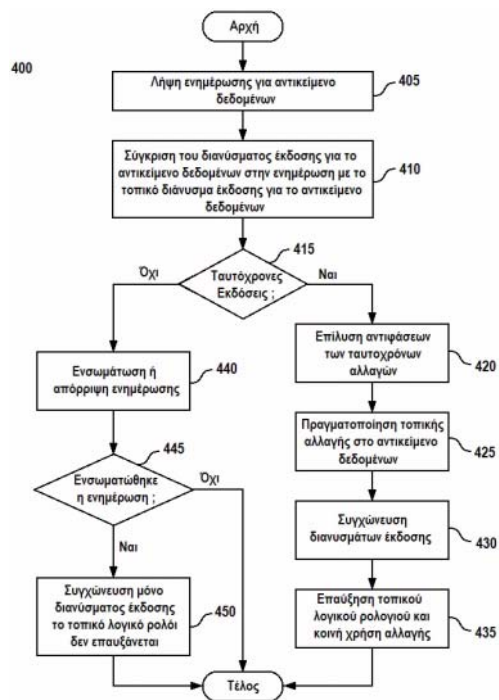 Αρχή
400
Λήψη ενημέρωσης για αντικείμενο
δεδομένων
405
Σύγκριση του διανύσματος έκδοσης για το
αντικείμενο δεδομένων στην ενημέρωση με το
τοπικό διάνυσμα έκδοσης για το αντικείμενο
δεδομένων
410
415
Ταυτόχρονες
Εκδόσεις ;
Όχι
Ναι
Επίλυση αντιφάσεων
των ταυτοχρόνων
αλλαγών
420
Ενσωμάτωση ή
απόρριψη ενημέρωσης
440
Πραγματοποίηση τοπικής
αλλαγής στο αντικείμενο
δεδομένων
425
445
Ενσωματώθηκε
η ενημέρωση ;
Όχι
Ναι
Συγχώνευση
διανυσμάτων έκδοσης
430
Συγχώνευση μόνο
διανύσματος έκδοσης
το τοπικό λογικό ρολόι
δεν επαυξάνεται
450
Επαύξηση τοπικού
λογικού ρολογιού και
κοινή χρήση αλλαγής
435
Τέλος